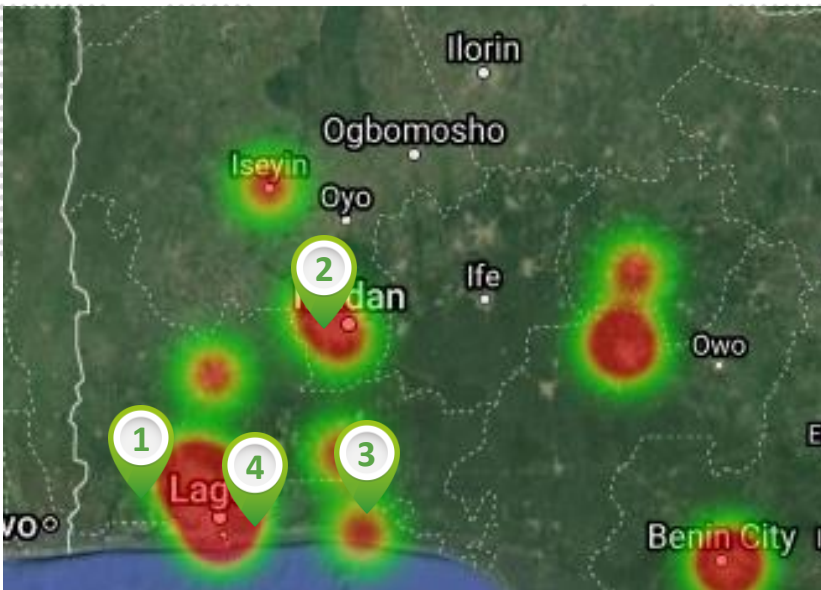 Ilorin
Ogbomosho
Iseyin
Oyo
2
Ife
dan
Owo
1
3
4
Lag
vo
Benin City
E